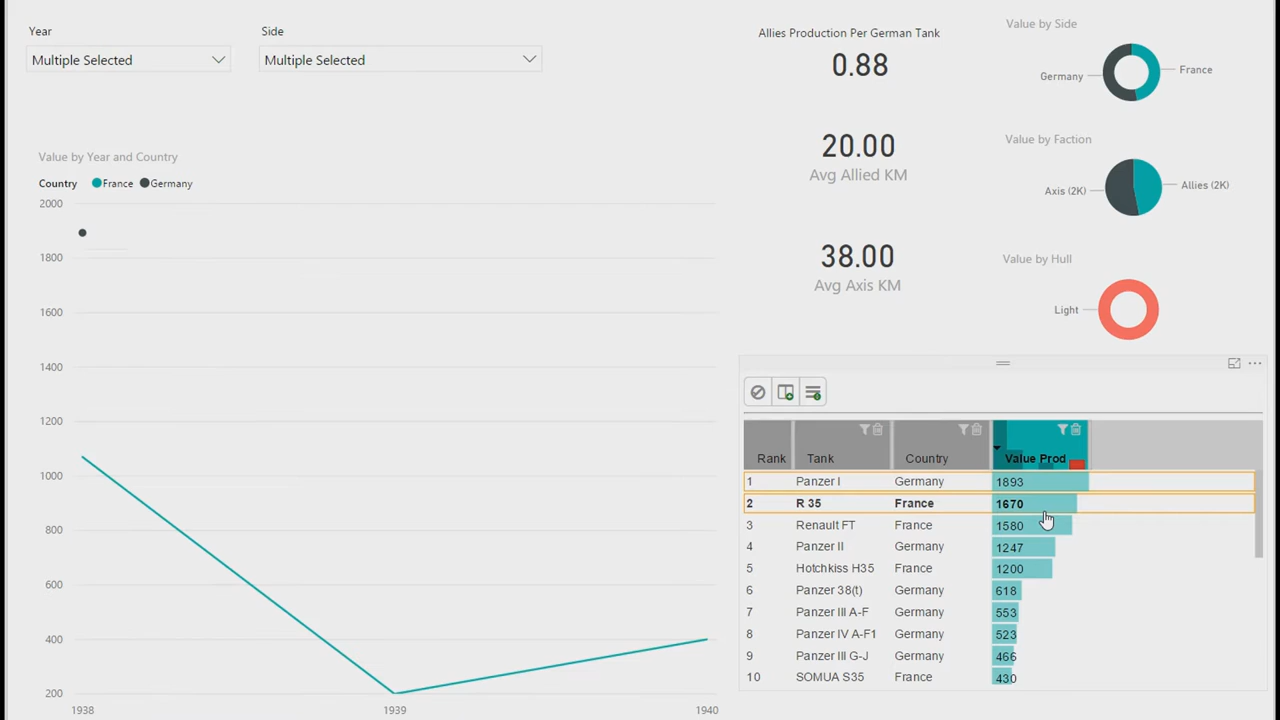 Year
Multiple Selected
Side
Multiple Selected
Value by Year and Country
Country France Germany
2000
1800
1600
1400
1200
1000
800
600
400
200
1938 1939 1940
Allies Production Per German Tank
0.88
20.00
Avg Allied KM
38.00
Avg Axis KM
Value by Side
Germany France
Value by Faction
Axis (2K) Allies (2K)
Value by Hull
Light
Rank Tank Country Value Prod
1 Panzer I Germany 1893
2 R 35 France 1670
3 Renault FT France 1580
4 Panzer II Germany 1247
5 Hotchkiss H35 France 1200
6 Panzer 38(t) Germany 618
7 Panzer III A-F Germany 553
8 Panzer IV A-F1 Germany 523
9 Panzer III G-J Germany 466
10 SOMUA S35 France 430